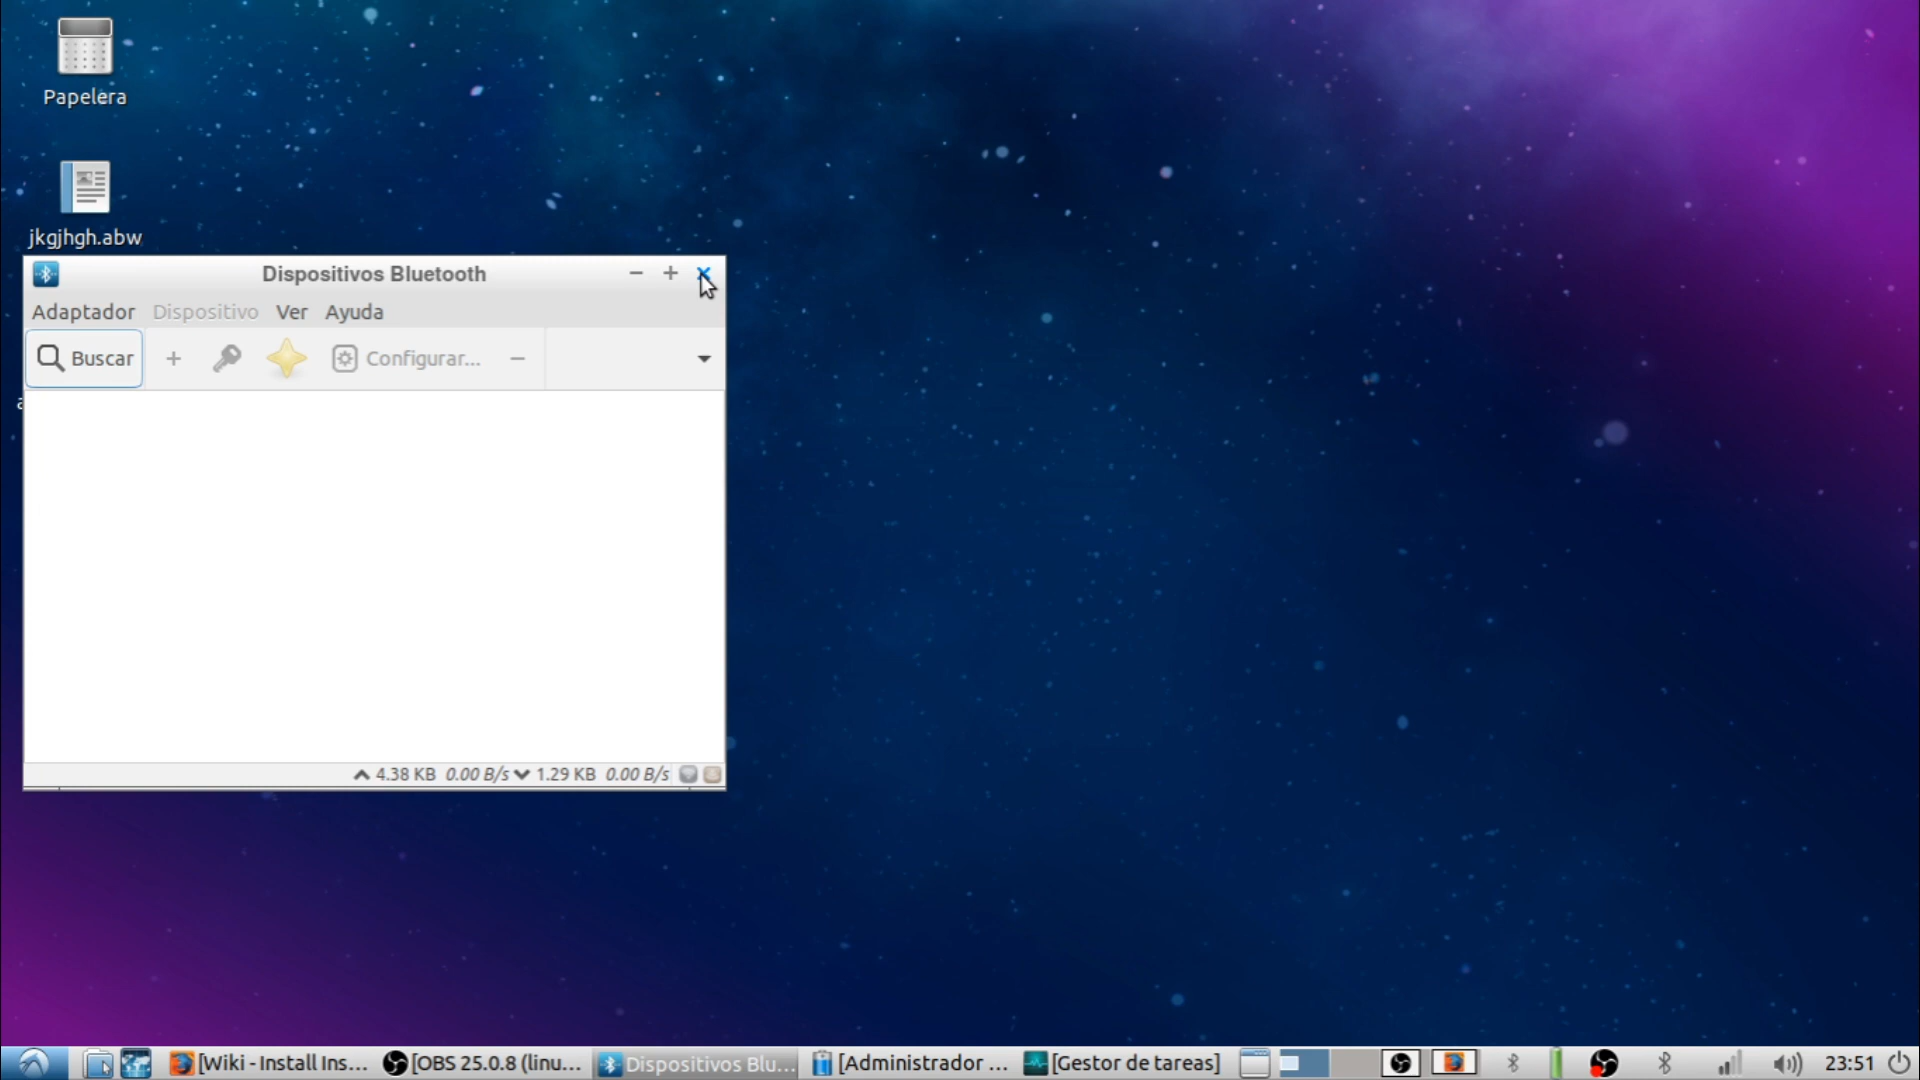 Papelera
jkgjhgh.abw
Dispositivos Bluetooth
Adaptador Dispositivo Ver Ayuda
Buscar Configurar...
4.38 KB 0.00 B/s 1.29 KB 0.00 B/s
[Wiki - Install Ins... [OBS 25.0.8 (linu... Dispositivos Blu... [Administrador ... [Gestor de tareas] 23:51